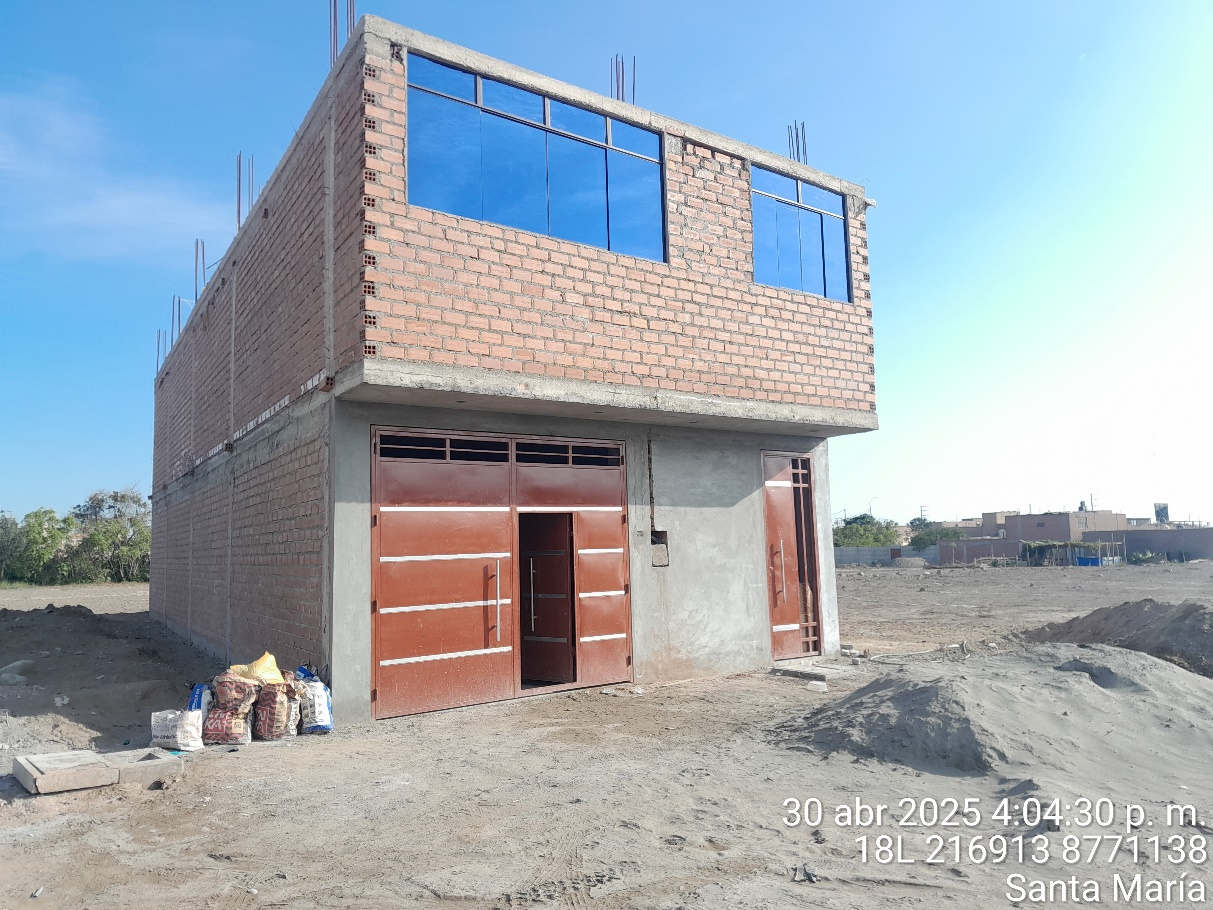 30 abr 2025 4:04:30 p. m.
18L 216913 8771138
Santa María